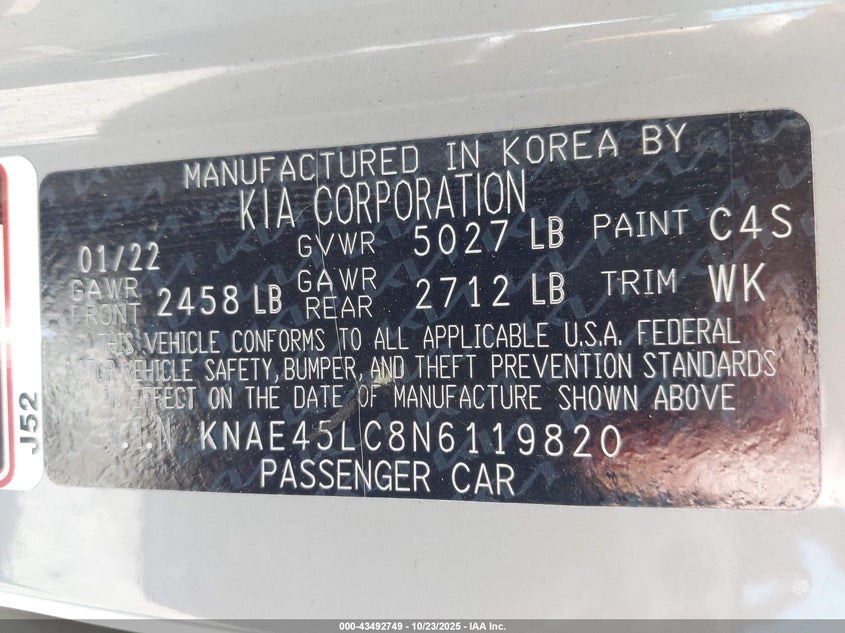 MANUFACTURED IN KOREA BY
KIA CORPORATION
01/22 GVWR 5027 LB PAINT C4S
GAWR FRONT 2458 LB GAWR REAR 2712 LB TRIM WK
THIS VEHICLE CONFORMS TO ALL APPLICABLE U.S.A. FEDERAL
MOTOR VEHICLE SAFETY, BUMPER, AND THEFT PREVENTION STANDARDS
IN EFFECT ON THE DATE OF MANUFACTURE SHOWN ABOVE
V.I.N KNAE45LC8N6119820
PASSENGER CAR
J52
000-43492749 - 10/23/2025 - IAA Inc.